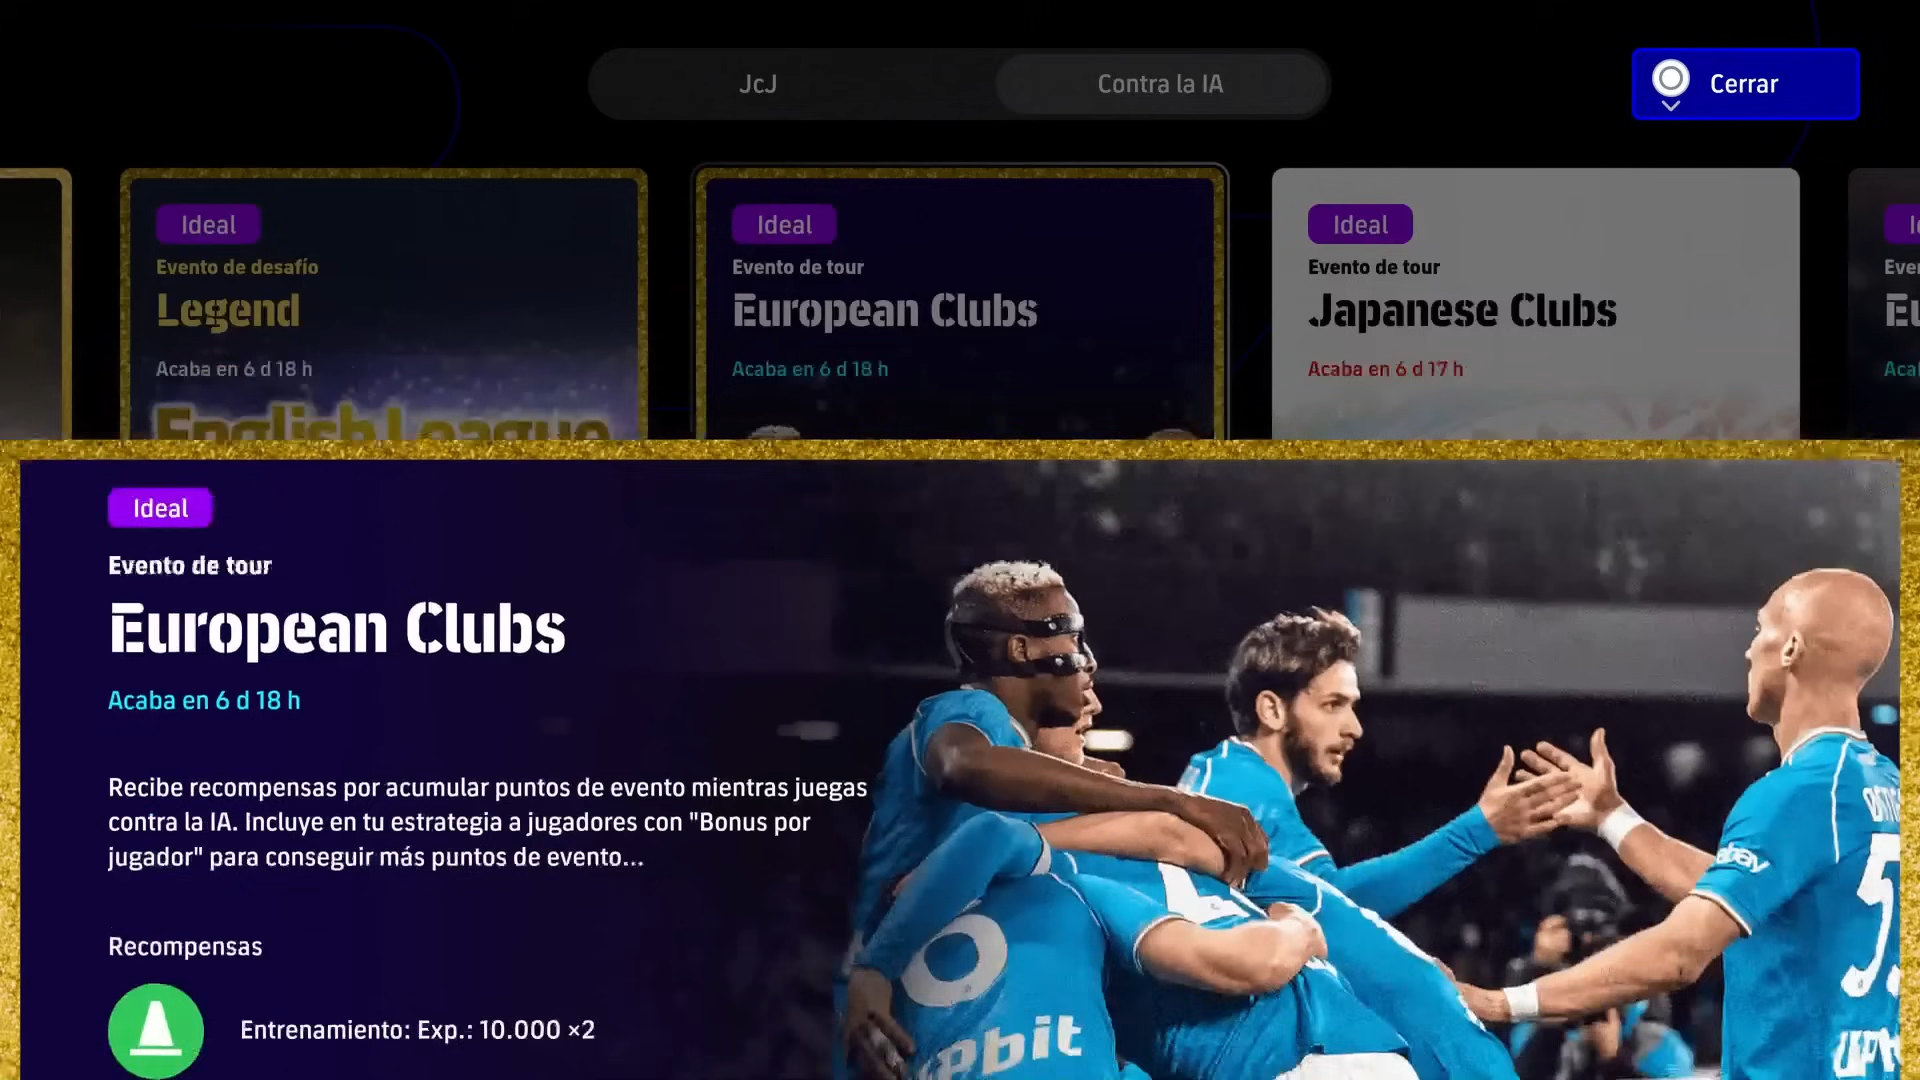 JcJ
Contra la IA
Cerrar
Ideal
Evento de desafío
Legend
Acaba en 6 d 18 h
English League
Ideal
Evento de tour
European Clubs
Acaba en 6 d 18 h
Ideal
Evento de tour
Japanese Clubs
Acaba en 6 d 17 h
Ideal
Evento de tour
European Clubs
Acaba en 6 d 18 h
Recibe recompensas por acumular puntos de evento mientras juegas
contra la IA. Incluye en tu estrategia a jugadores con "Bonus por
jugador" para conseguir más puntos de evento...
Recompensas
Entrenamiento: Exp.: 10.000 ×2
ebay